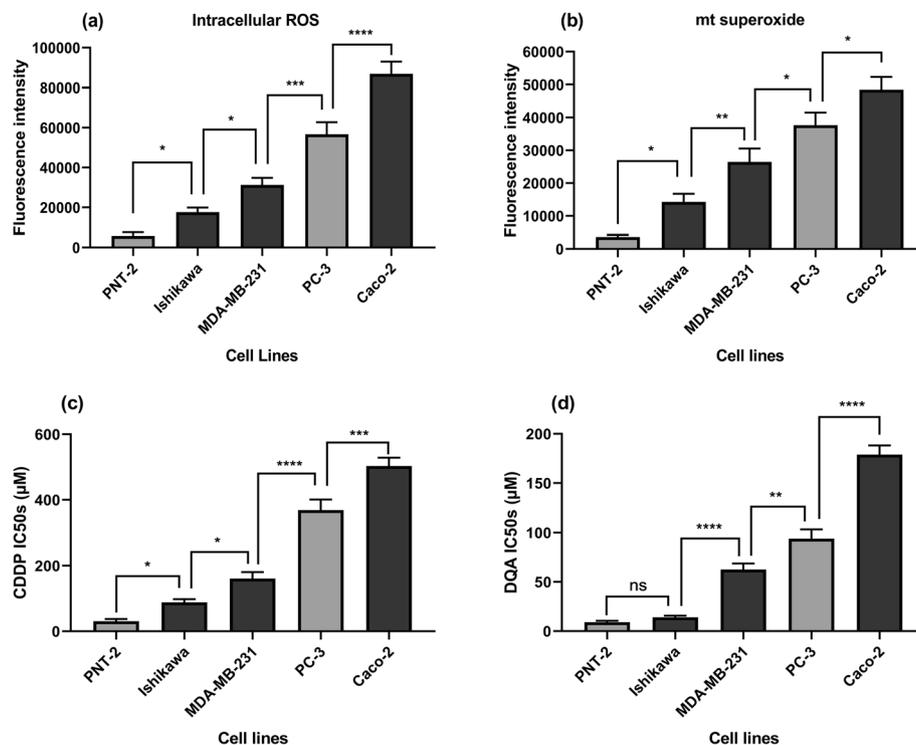 (a) Intracellular ROS
Fluorescence intensity
100000
80000
60000
40000
20000
0
* * *** ****
PNT-2 Ishikawa MDA-MB-231 PC-3 Caco-2
Cell Lines
(b) mt superoxide
Fluorescence intensity
60000
50000
40000
30000
20000
10000
0
* ** * *
PNT-2 Ishikawa MDA-MB-231 PC-3 Caco-2
Cell lines
(c)
CDDP IC50s (μM)
600
400
200
0
* * **** ***
PNT-2 Ishikawa MDA-MB-231 PC-3 Caco-2
Cell lines
(d)
DQA IC50s (μM)
200
150
100
50
0
ns **** ** ****
PNT-2 Ishikawa MDA-MB-231 PC-3 Caco-2
Cell lines